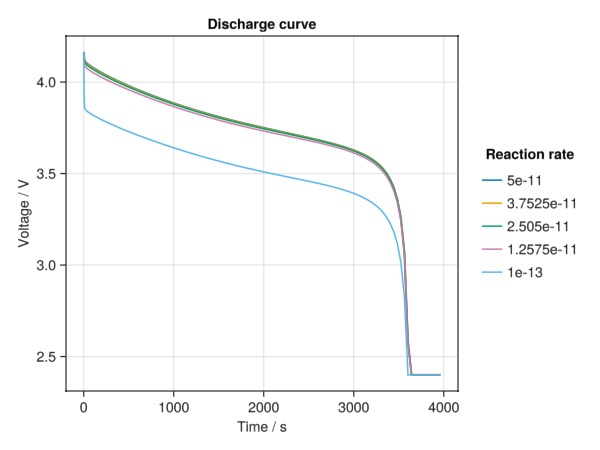 Discharge curve
Voltage / V
4.0
3.5
3.0
2.5
0
1000
2000
3000
4000
Time / s
Reaction rate
5e-11
3.7525e-11
2.505e-11
1.2575e-11
1e-13